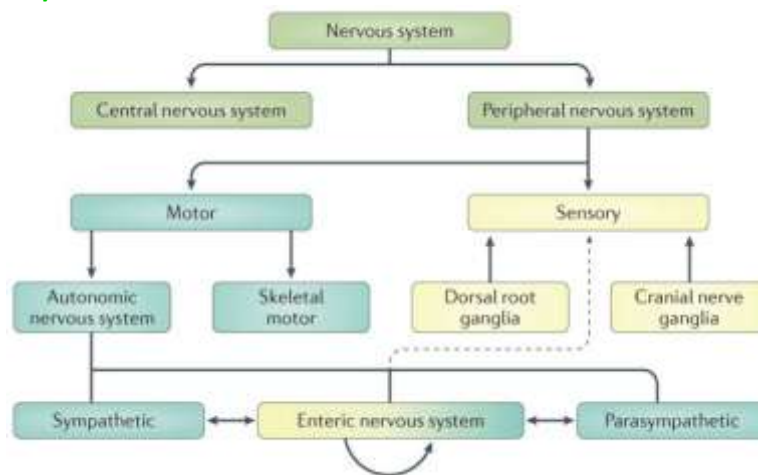 Nervous system
Central nervous system
Peripheral nervous system
Motor
Sensory
Autonomic
nervous system
Skeletal
motor
Dorsal root
ganglia
Cranial nerve
ganglia
Sympathetic
Enteric nervous system
Parasympathetic